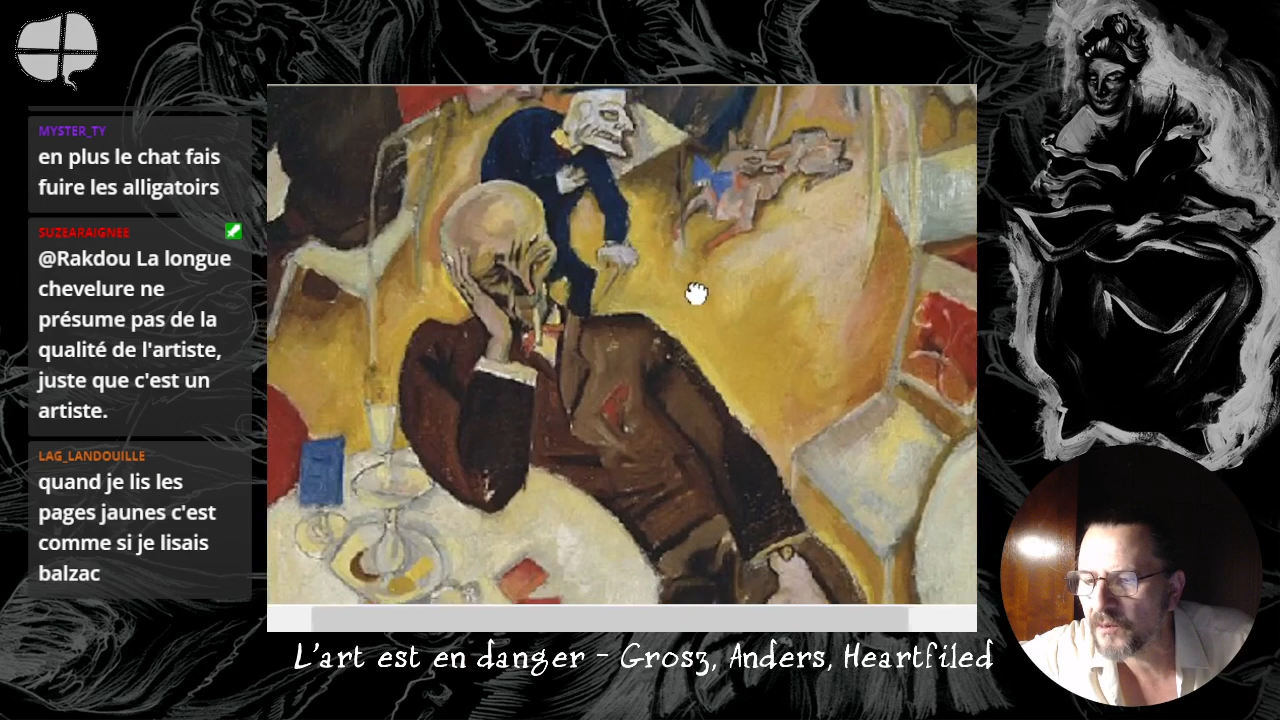 MYSTER_TY
en plus le chat fais
fuire les alligatoirs
SUZEARAIGNEE
@Rakdou La longue
chevelure ne
présume pas de la
qualité de l'artiste,
juste que c'est un
artiste.
LAG_LANDOUILLE
quand je lis les
pages jaunes c'est
comme si je lisais
balzac
L'art est en danger - Grosz, Anders, Heartfiled